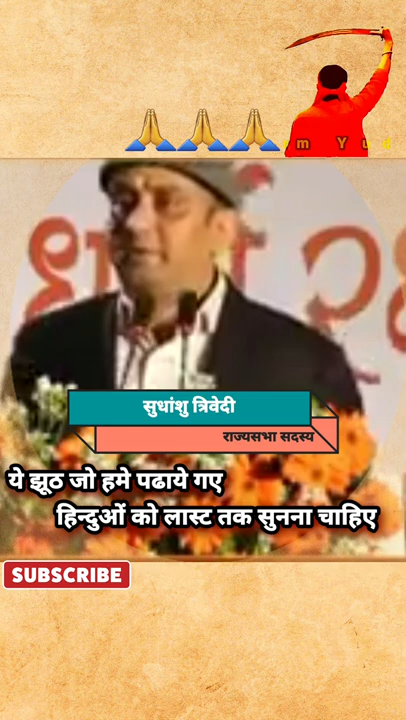 सुधांशु त्रिवेदी
राज्यसभा सदस्य
ये झूठ जो हमे पढाये गए
हिन्दुओं को लास्ट तक सुनना चाहिए
SUBSCRIBE